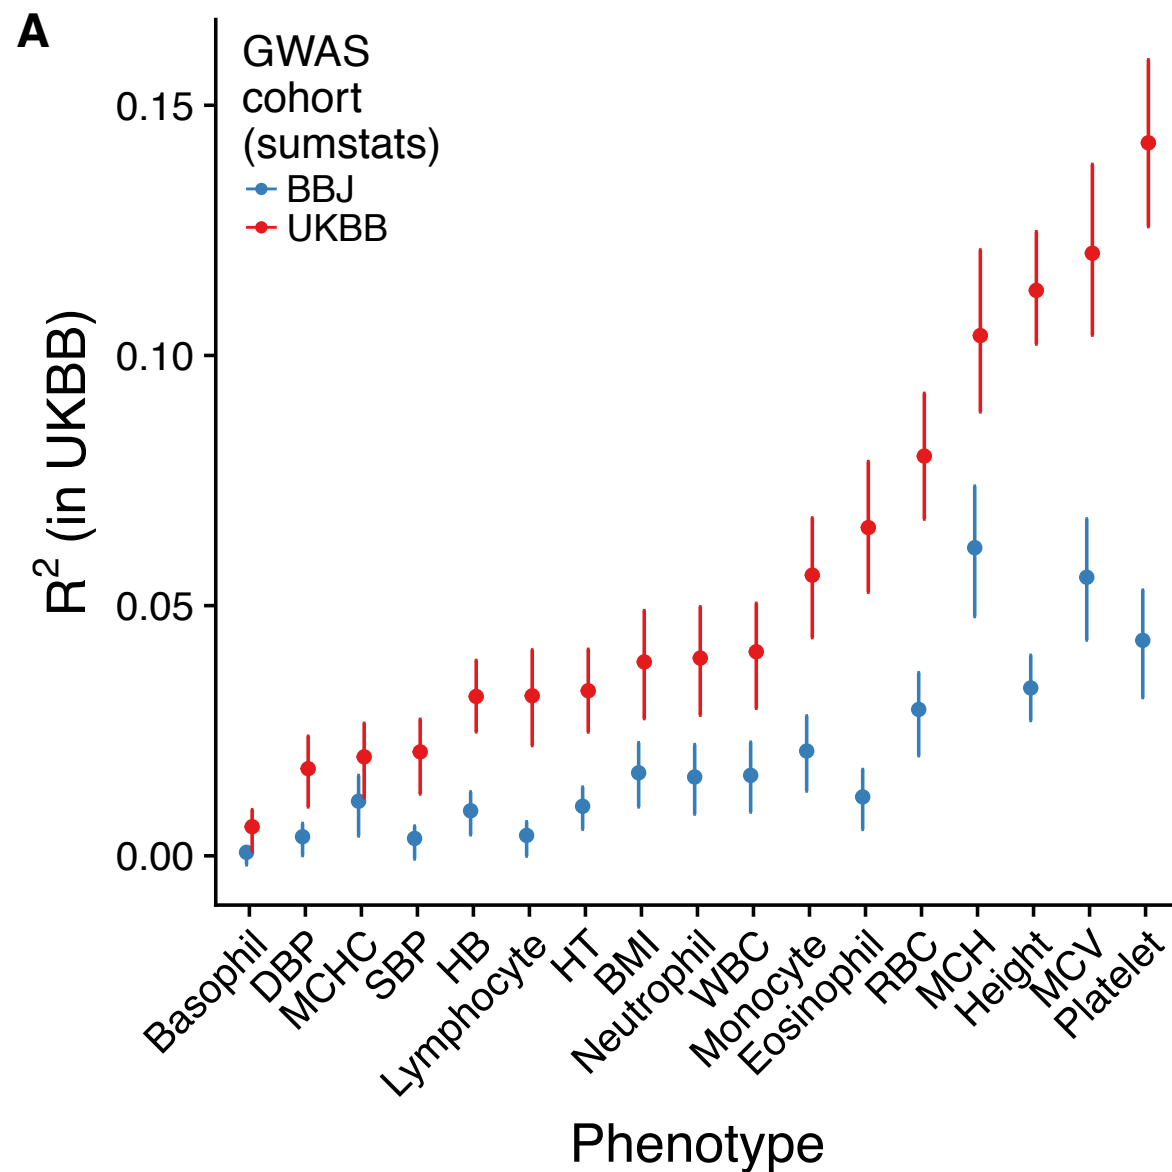 A
GWAS
cohort
(sumstats)
BBJ
UKBB
0.15
0.10
0.05
0.00
R² (in UKBB)
Basophil
DBP
MCHC
SBP
HB
Lymphocyte
HT
BMI
Neutrophil
WBC
Monocyte
Eosinophil
RBC
MCH
Height
MCV
Platelet
Phenotype